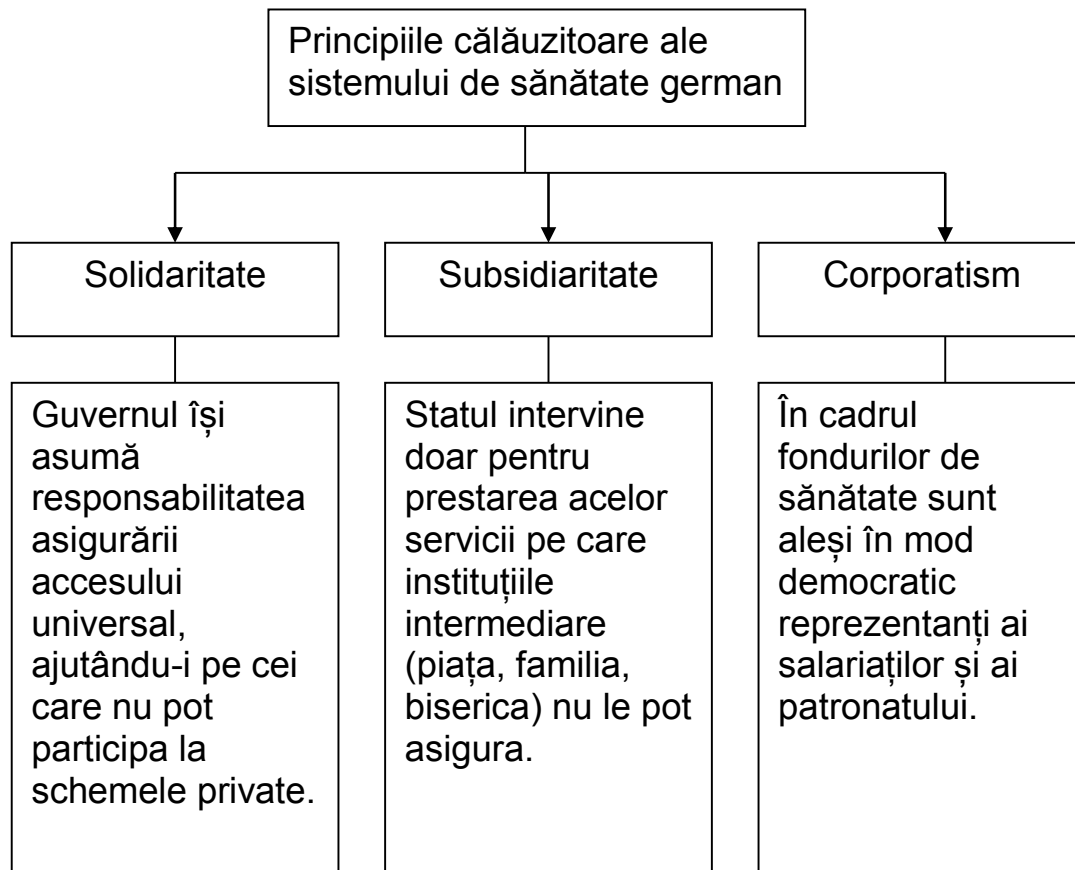 Principiile călăuzitoare ale
sistemului de sănătate german
Solidaritate
Subsidiaritate
Corporatism
Guvernul își
asumă
responsabilitatea
asigurării
accesului
universal,
ajutându-i pe cei
care nu pot
participa la
schemele private.
Statul intervine
doar pentru
prestarea acelor
servicii pe care
instituțiile
intermediare
(piața, familia,
biserica) nu le pot
asigura.
În cadrul
fondurilor de
sănătate sunt
aleși în mod
democratic
reprezentanți ai
salariaților și ai
patronatului.